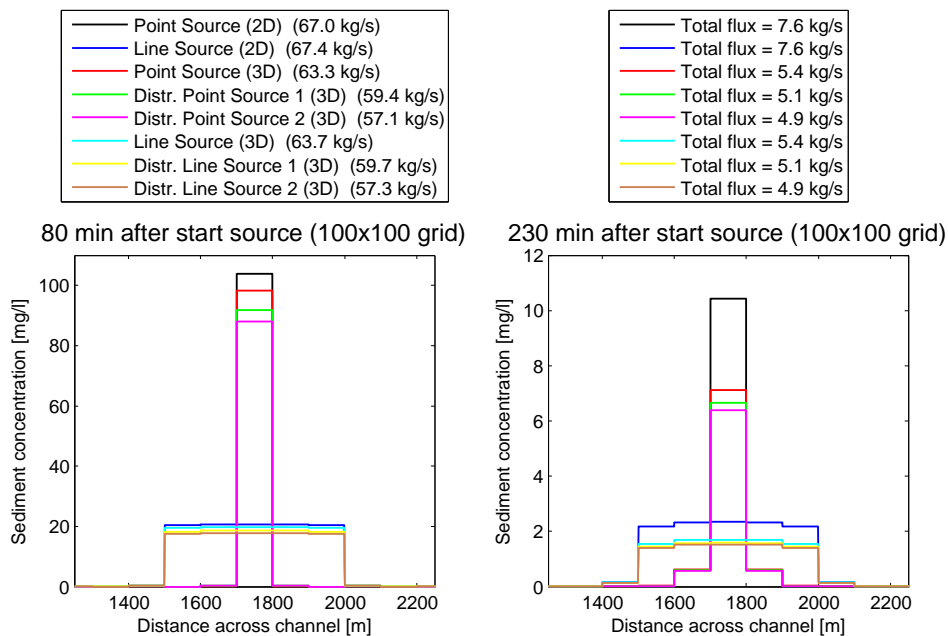 Point Source (2D)  (67.0 kg/s)
Line Source (2D)  (67.4 kg/s)
Point Source (3D)  (63.3 kg/s)
Distr. Point Source 1 (3D)  (59.4 kg/s)
Distr. Point Source 2 (3D)  (57.1 kg/s)
Line Source (3D)  (63.7 kg/s)
Distr. Line Source 1 (3D)  (59.7 kg/s)
Distr. Line Source 2 (3D)  (57.3 kg/s)
Total flux = 7.6 kg/s
Total flux = 7.6 kg/s
Total flux = 5.4 kg/s
Total flux = 5.1 kg/s
Total flux = 4.9 kg/s
Total flux = 5.4 kg/s
Total flux = 5.1 kg/s
Total flux = 4.9 kg/s
80 min after start source (100x100 grid)
Sediment concentration [mg/l]
100
80
60
40
20
0
1400 1600 1800 2000 2200
Distance across channel [m]
230 min after start source (100x100 grid)
Sediment concentration [mg/l]
12
10
8
6
4
2
0
1400 1600 1800 2000 2200
Distance across channel [m]